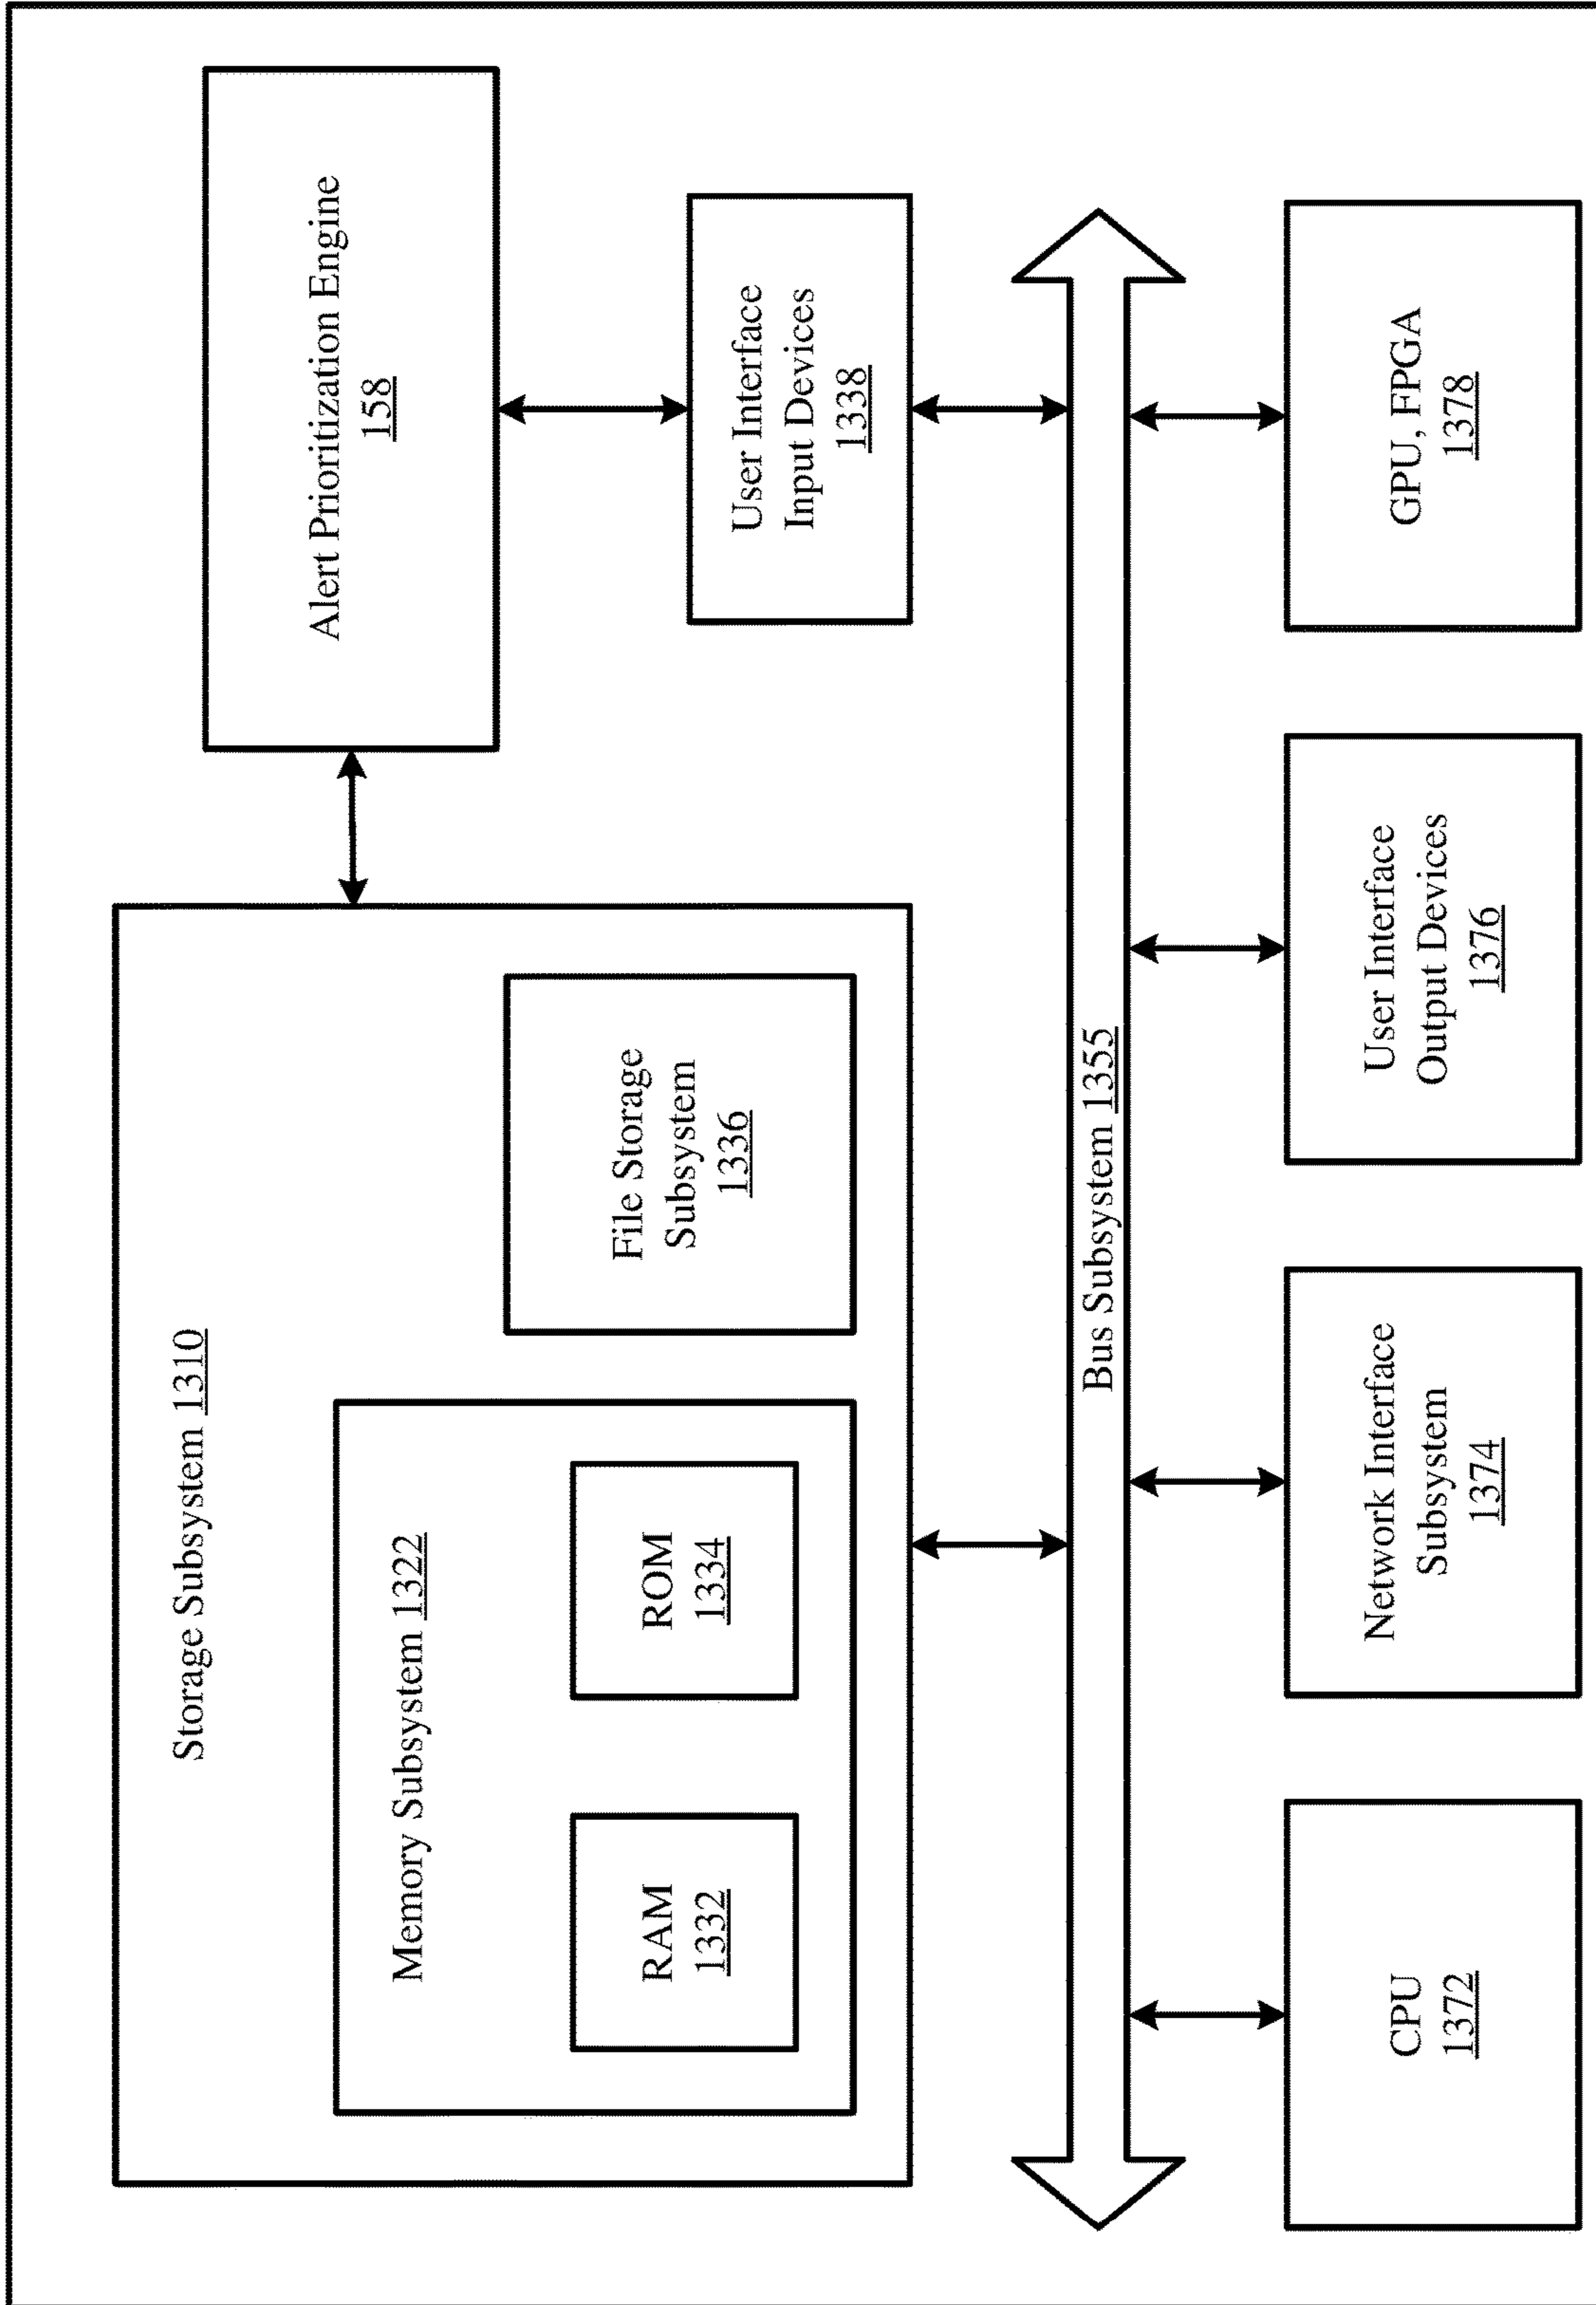 Storage Subsystem 1310
Memory Subsystem 1322
RAM
1332
ROM
1334
File Storage
Subsystem
1336
Alert Prioritization Engine
158
User Interface
Input Devices
1338
Bus Subsystem 1355
CPU
1372
Network Interface
Subsystem
1374
User Interface
Output Devices
1376
GPU, FPGA
1378